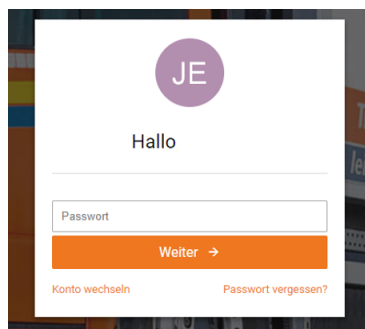 JE
Hallo
Passwort
Weiter →
Konto wechseln
Passwort vergessen?